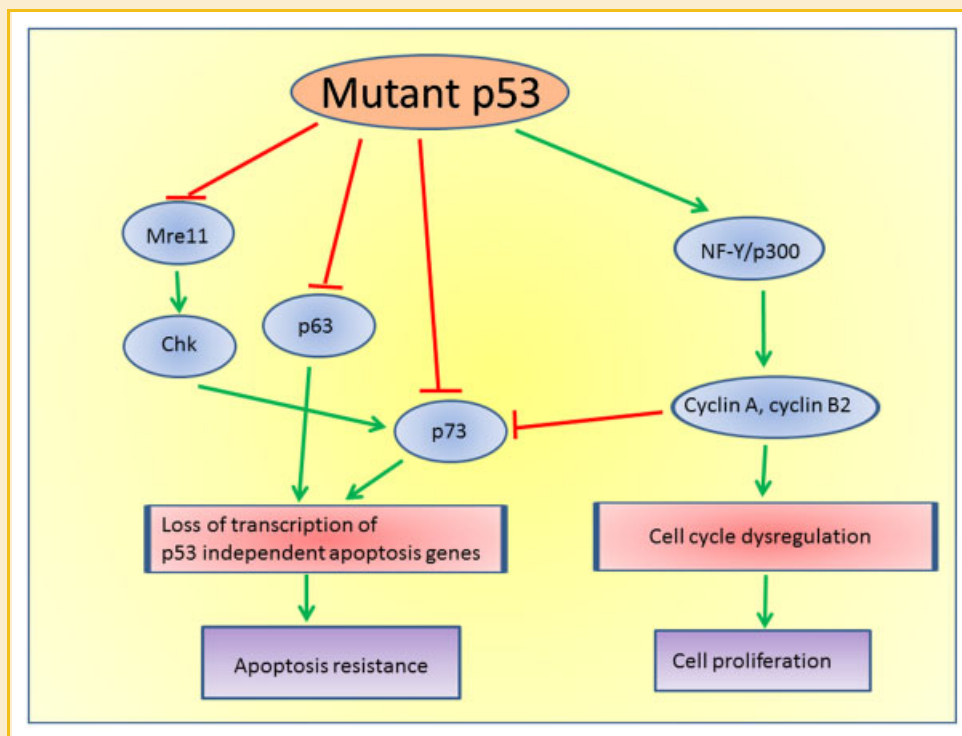 Mutant p53
Mre11
NF-Y/p300
p63
Chk
Cyclin A, cyclin B2
p73
Loss of transcription of
p53 independent apoptosis genes
Cell cycle dysregulation
Apoptosis resistance
Cell proliferation